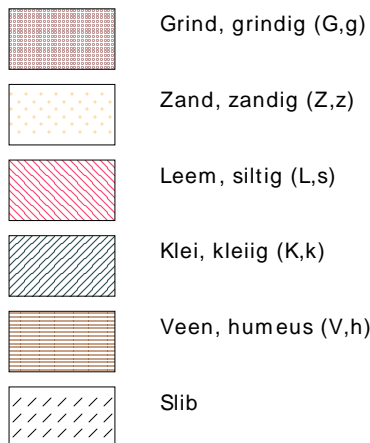 Grind, grindig (G,g)
Zand, zandig (Z,z)
Leem, siltig (L,s)
Klei, kleiig (K,k)
Veen, humeus (V,h)
Slib